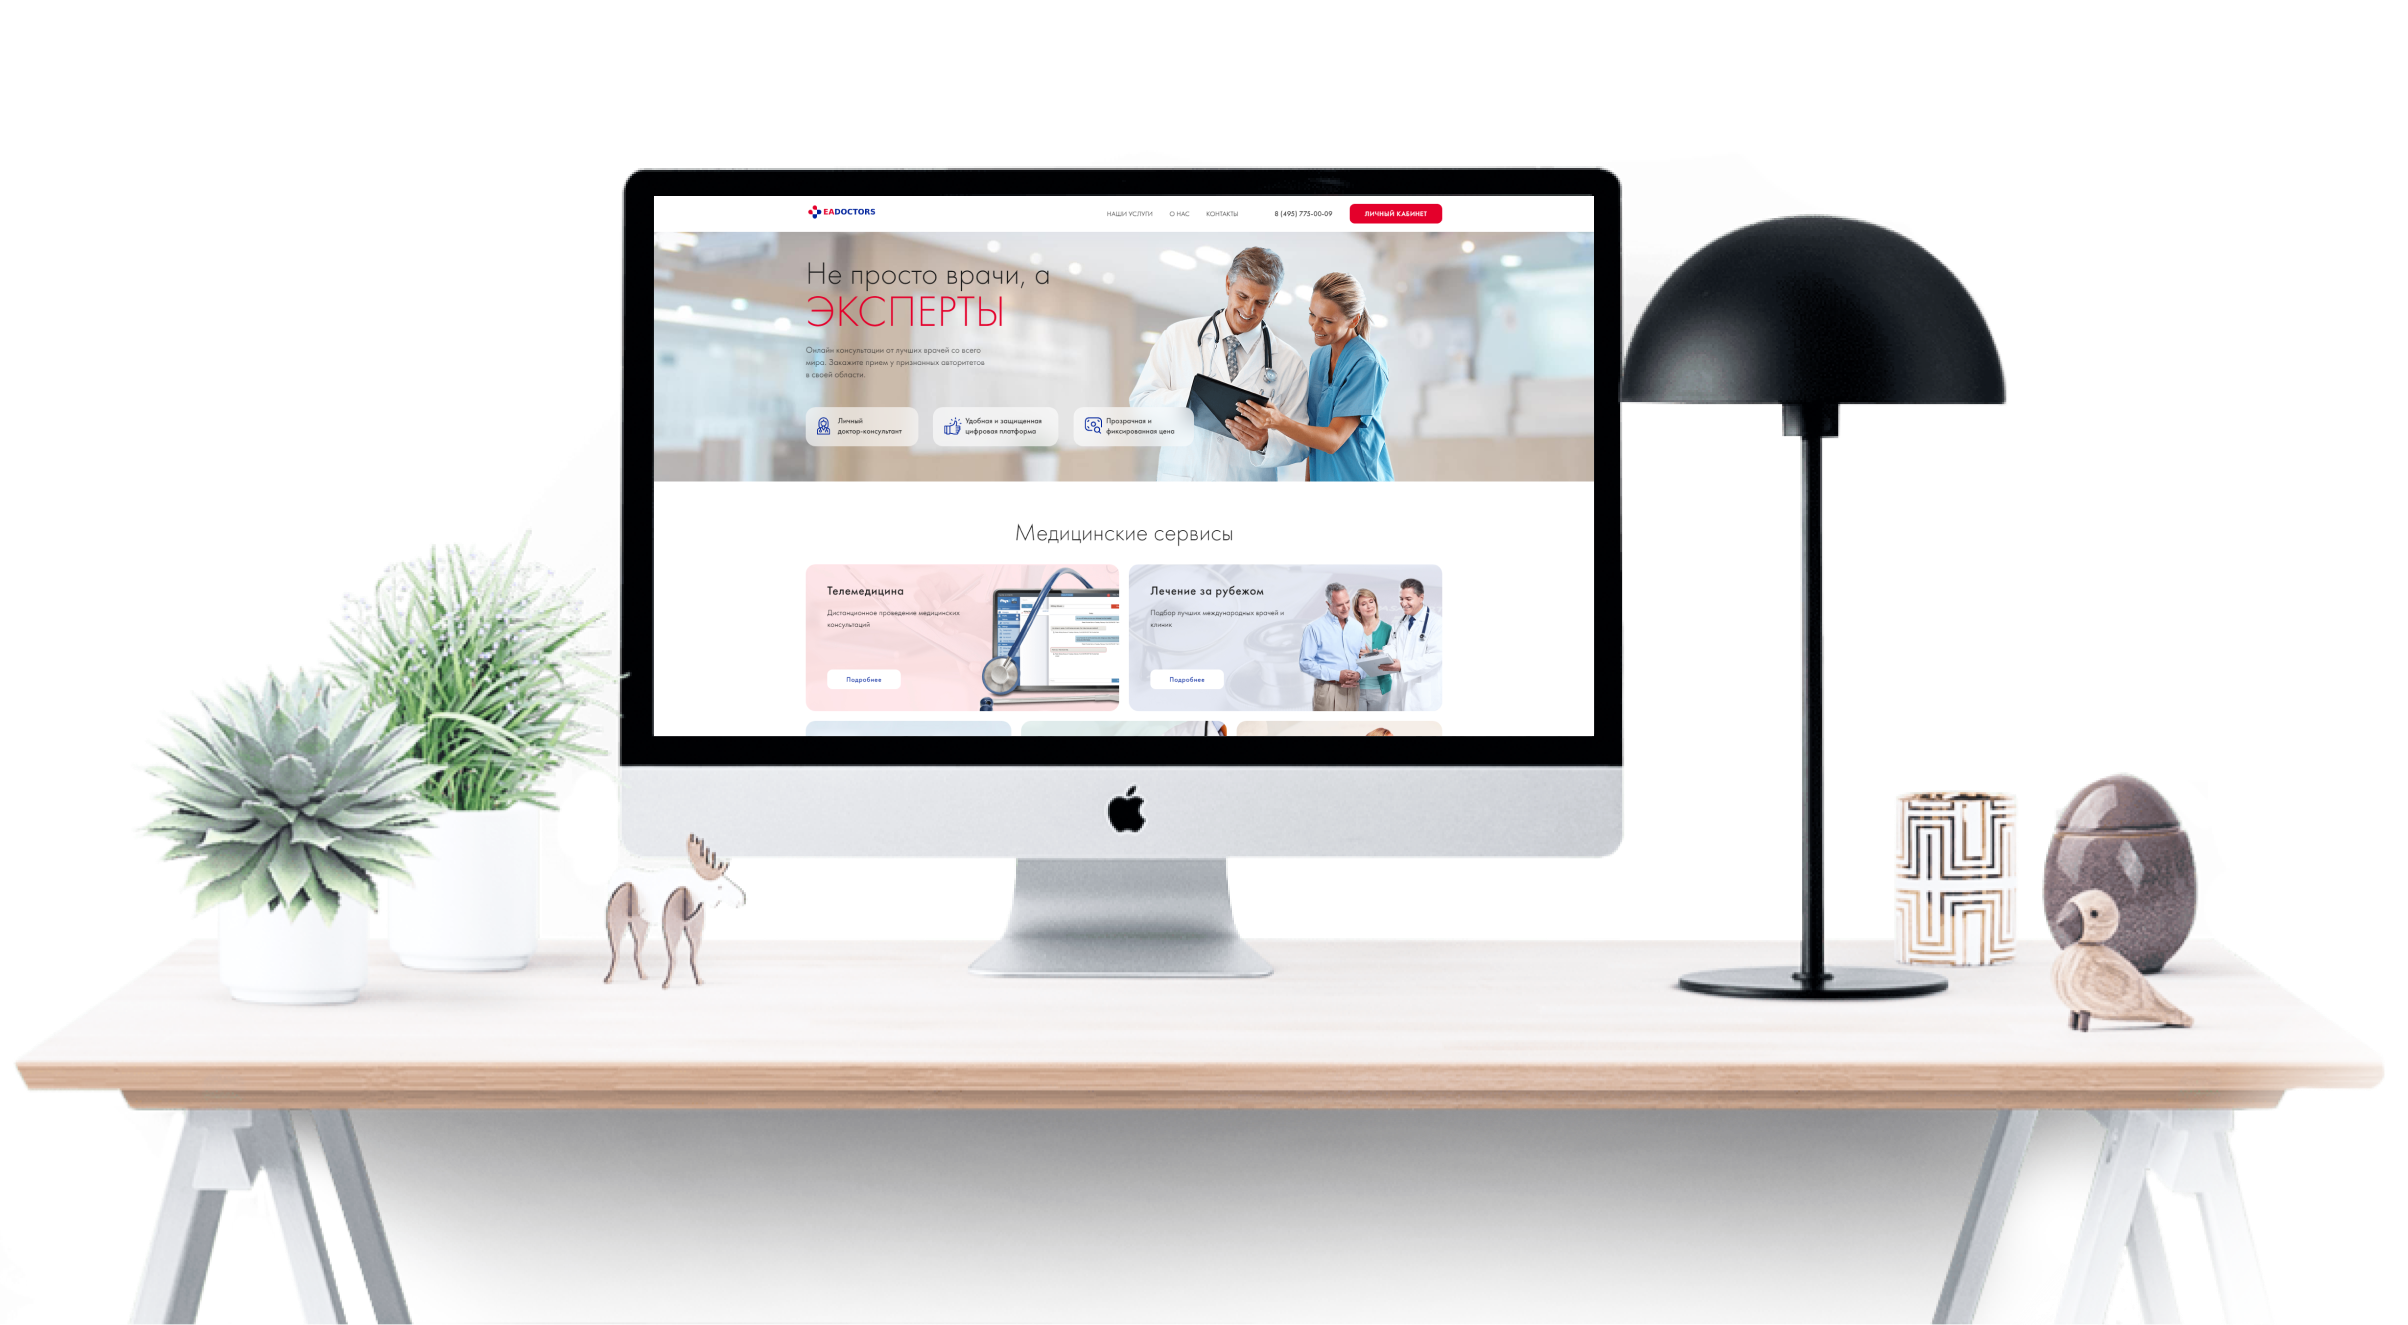 EADOCTORS
НАШИ УСЛУГИ О НАС КОНТАКТЫ 8 (495) 775-00-09 ЛИЧНЫЙ КАБИНЕТ
Не просто врачи, а
ЭКСПЕРТЫ
Онлайн консультации от лучших врачей со всего
мира. Закажите прием у признанных авторитетов
в своей области.
Личный
доктор-консультант
Удобная и защищенная
цифровая платформа
Прозрачная и
фиксированная цена
Медицинские сервисы
Телемедицина
Дистанционное проведение медицинских
консультаций
Подробнее
Лечение за рубежом
Подбор лучших международных врачей и
клиник
Подробнее